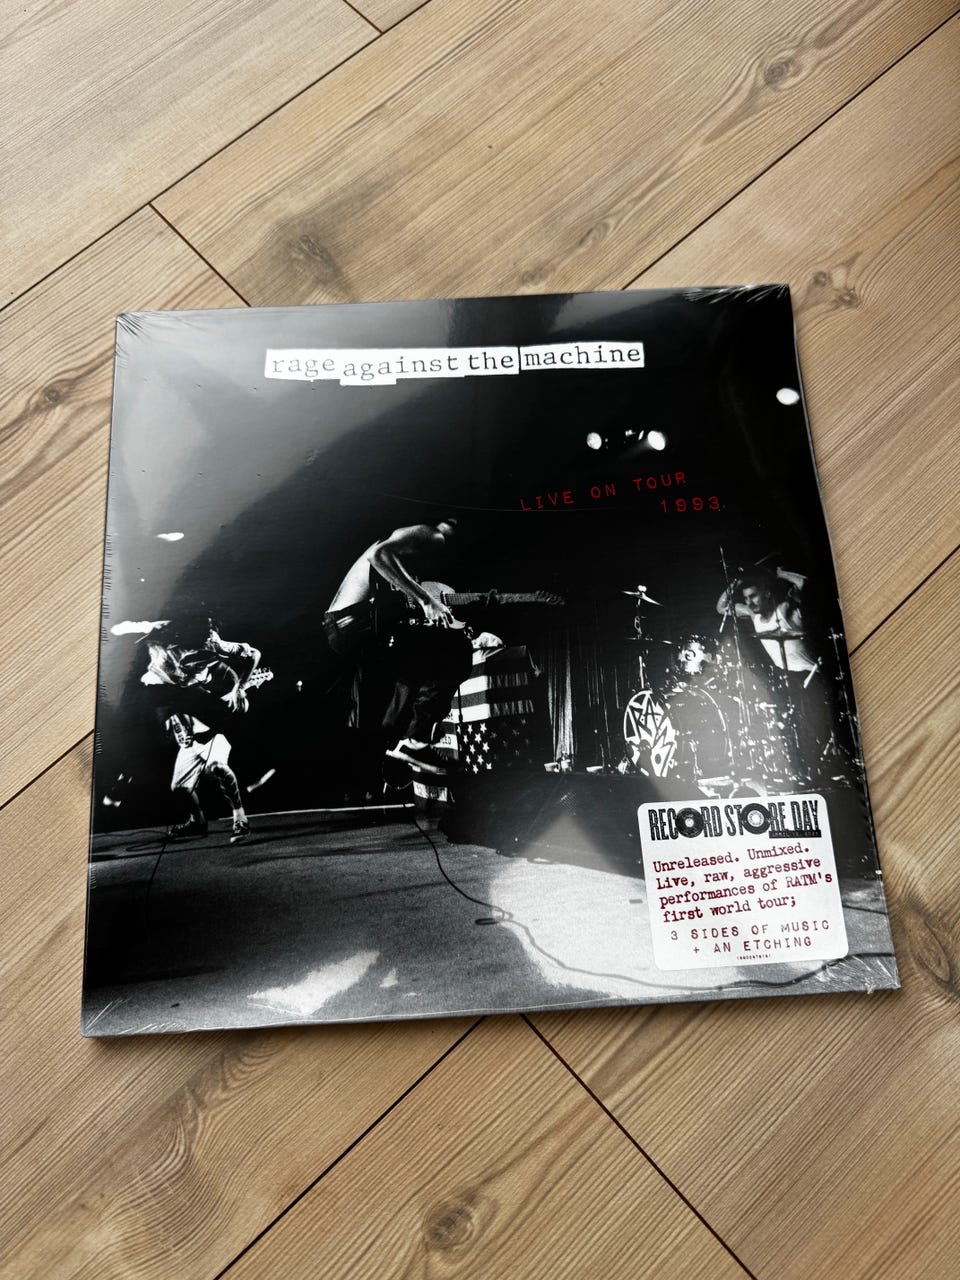 rage against the machine
LIVE ON TOUR
1993
RATM
RECORD STORE DAY
Unreleased. Unmixed.
Live, raw, aggressive
performances of RATM's
first world tour;
3 SIDES OF MUSIC
+ AN ETCHING